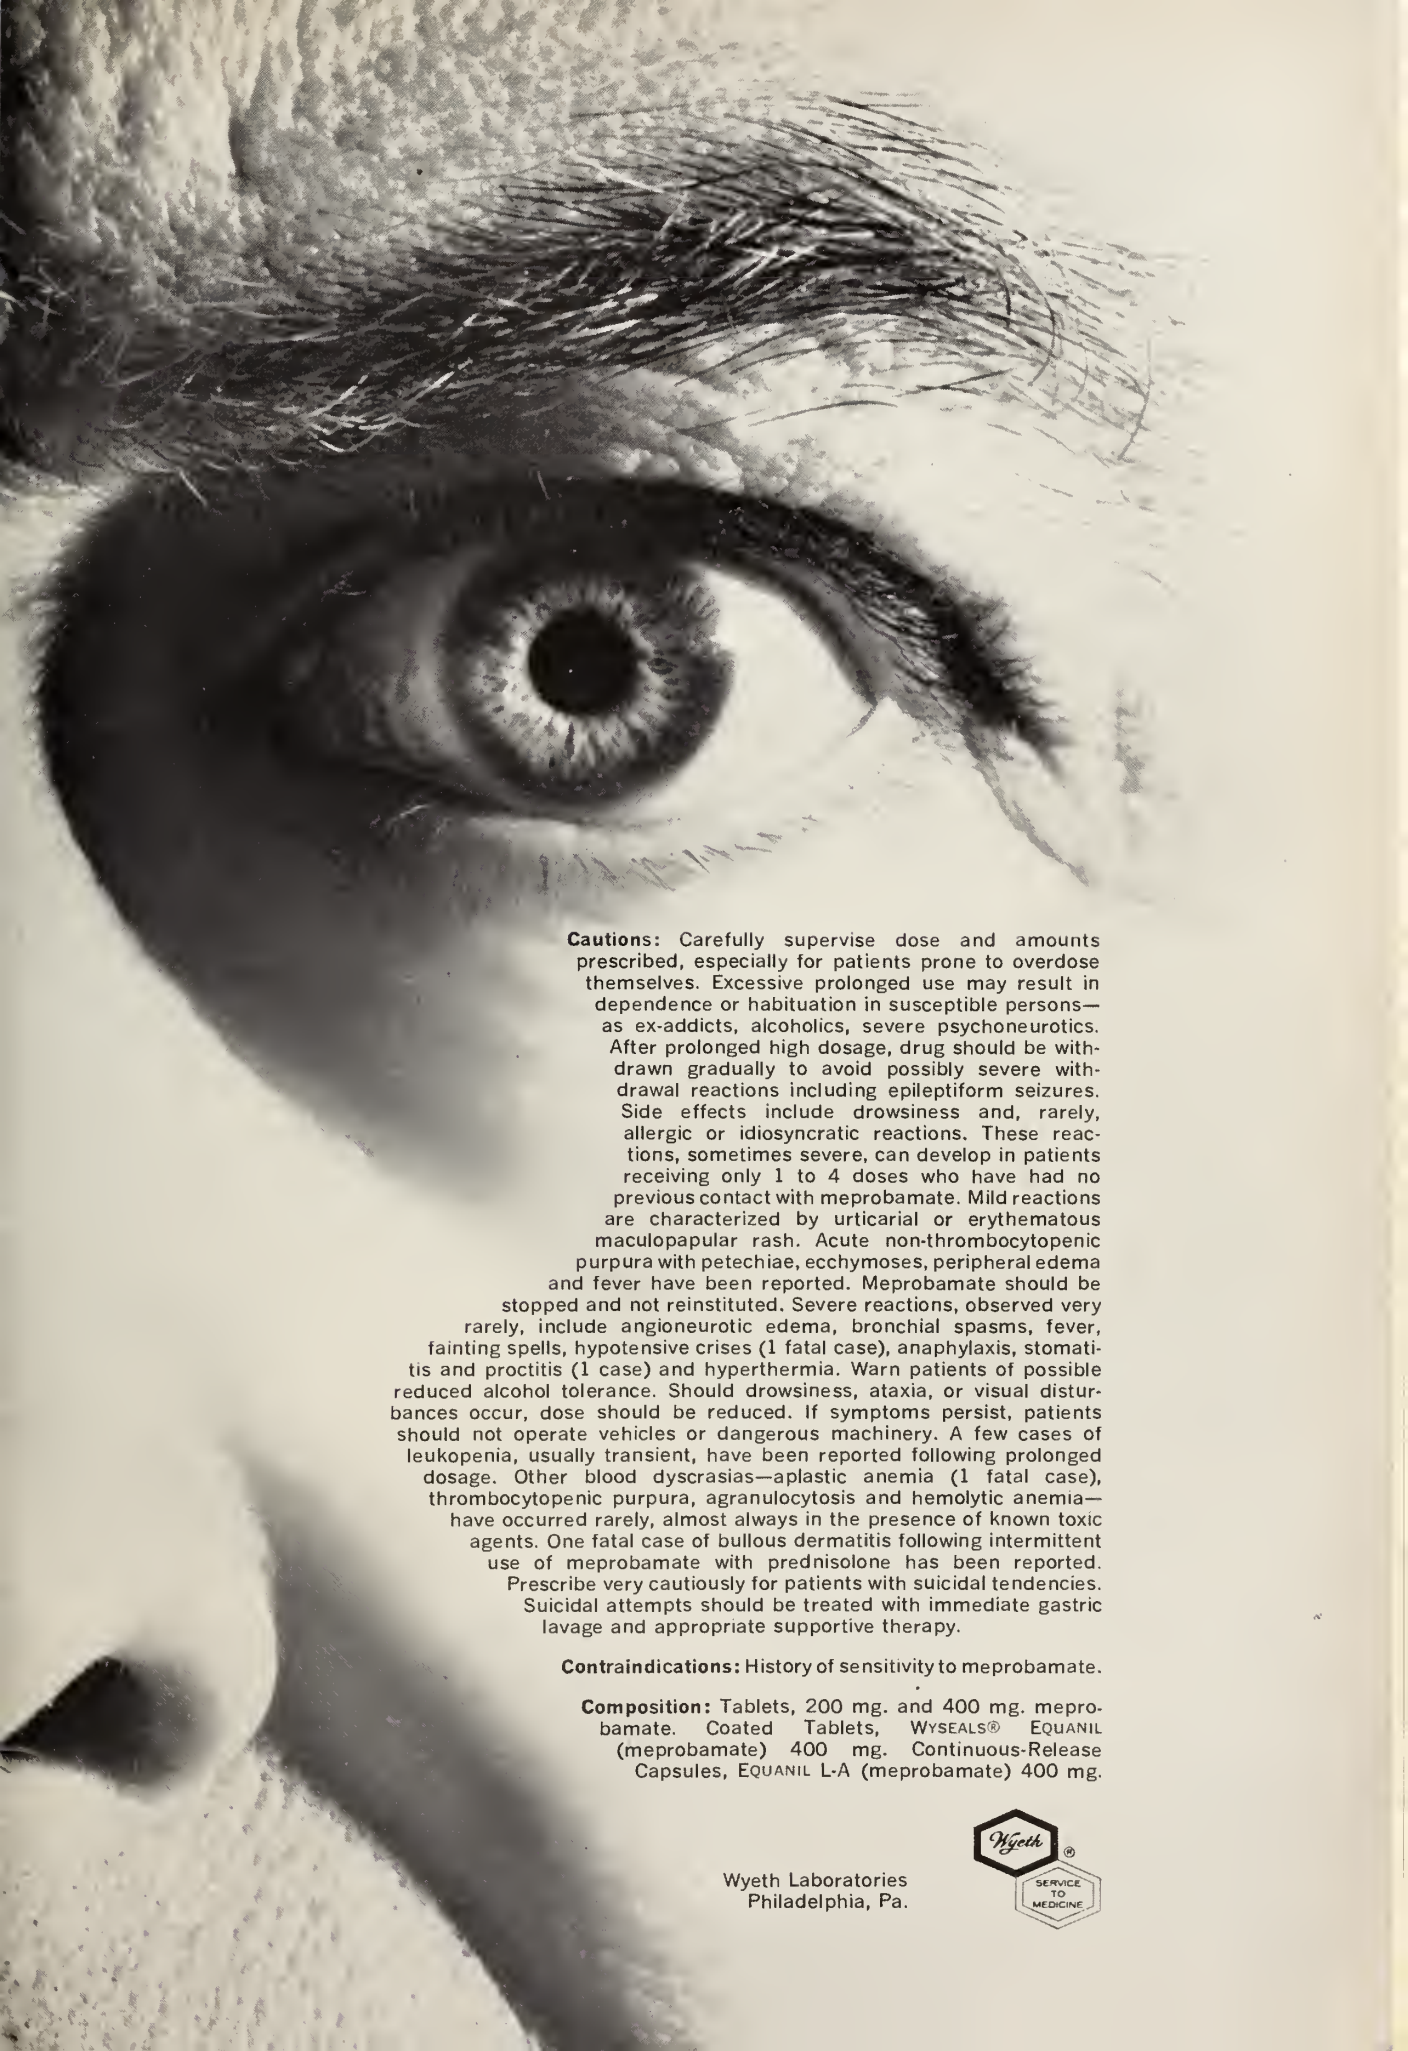 Cautions: Carefully supervise dose and amounts
prescribed, especially for patients prone to overdose
themselves. Excessive prolonged use may result in
dependence or habituation in susceptible persons—
as ex-addicts, alcoholics, severe psychoneurotics.
After prolonged high dosage, drug should be with-
drawn gradually to avoid possibly severe with-
drawal reactions including epileptiform seizures.
Side effects include drowsiness and, rarely,
allergic or idiosyncratic reactions. These reac-
tions, sometimes severe, can develop in patients
receiving only 1 to 4 doses who have had no
previous contact with meprobamate. Mild reactions
are characterized by urticarial or erythematous
maculopapular rash. Acute non-thrombocytopenic
purpura with petechiae, ecchymoses, peripheral edema
and fever have been reported. Meprobamate should be
stopped and not reinstituted. Severe reactions, observed very
rarely, include angioneurotic edema, bronchial spasms, fever,
fainting spells, hypotensive crises (1 fatal case), anaphylaxis, stomati-
tis and proctitis (1 case) and hyperthermia. Warn patients of possible
reduced alcohol tolerance. Should drowsiness, ataxia, or visual distur-
bances occur, dose should be reduced. If symptoms persist, patients
should not operate vehicles or dangerous machinery. A few cases of
leukopenia, usually transient, have been reported following prolonged
dosage. Other blood dyscrasias—aplastic anemia (1 fatal case),
thrombocytopenic purpura, agranulocytosis and hemolytic anemia—
have occurred rarely, almost always in the presence of known toxic
agents. One fatal case of bullous dermatitis following intermittent
use of meprobamate with prednisolone has been reported.
Prescribe very cautiously for patients with suicidal tendencies.
Suicidal attempts should be treated with immediate gastric
lavage and appropriate supportive therapy.
Contraindications: History of sensitivity to meprobamate.
Composition: Tablets, 200 mg. and 400 mg. mepro-
bamate. Coated Tablets, WYSEALS® EQUANIL
(meprobamate) 400 mg. Continuous-Release
Capsules, EQUANIL L-A (meprobamate) 400 mg.
Wyeth ®
SERVICE
TO
MEDICINE
Wyeth Laboratories
Philadelphia, Pa.